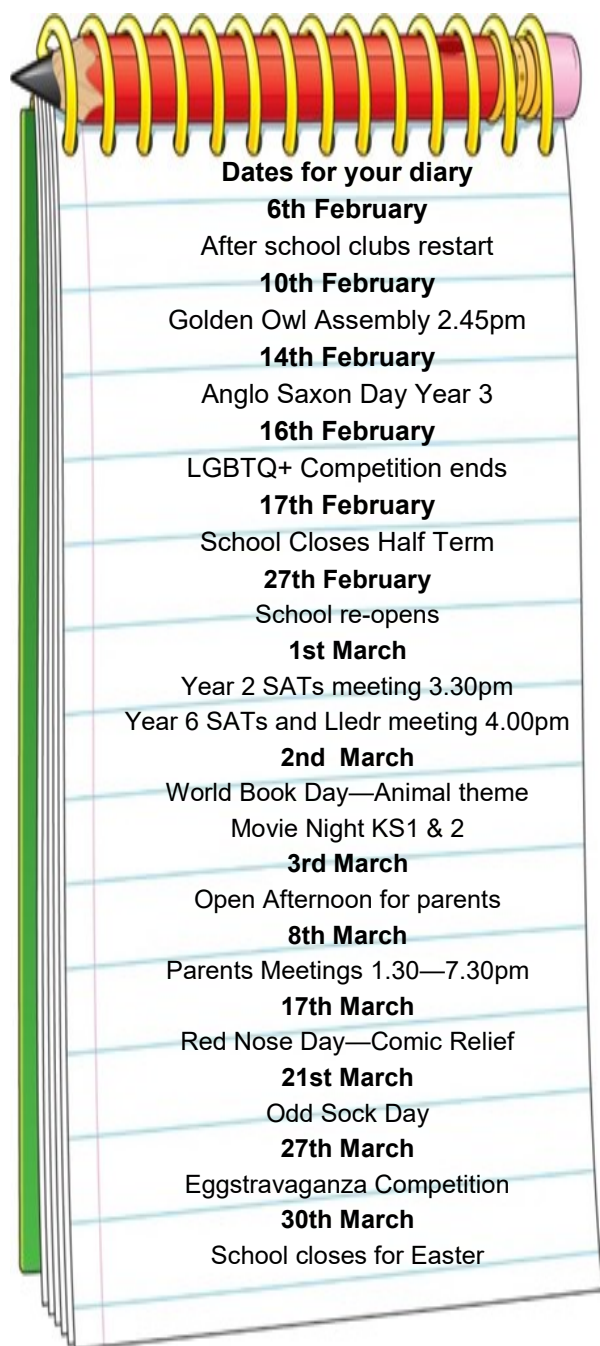 Dates for your diary
6th February
After school clubs restart
10th February
Golden Owl Assembly 2.45pm
14th February
Anglo Saxon Day Year 3
16th February
LGBTQ+ Competition ends
17th February
School Closes Half Term
27th February
School re-opens
1st March
Year 2 SATs meeting 3.30pm
Year 6 SATs and Lledr meeting 4.00pm
2nd  March
World Book Day—Animal theme
Movie Night KS1 & 2
3rd March
Open Afternoon for parents
8th March
Parents Meetings 1.30—7.30pm
17th March
Red Nose Day—Comic Relief
21st March
Odd Sock Day
27th March
Eggstravaganza Competition
30th March
School closes for Easter